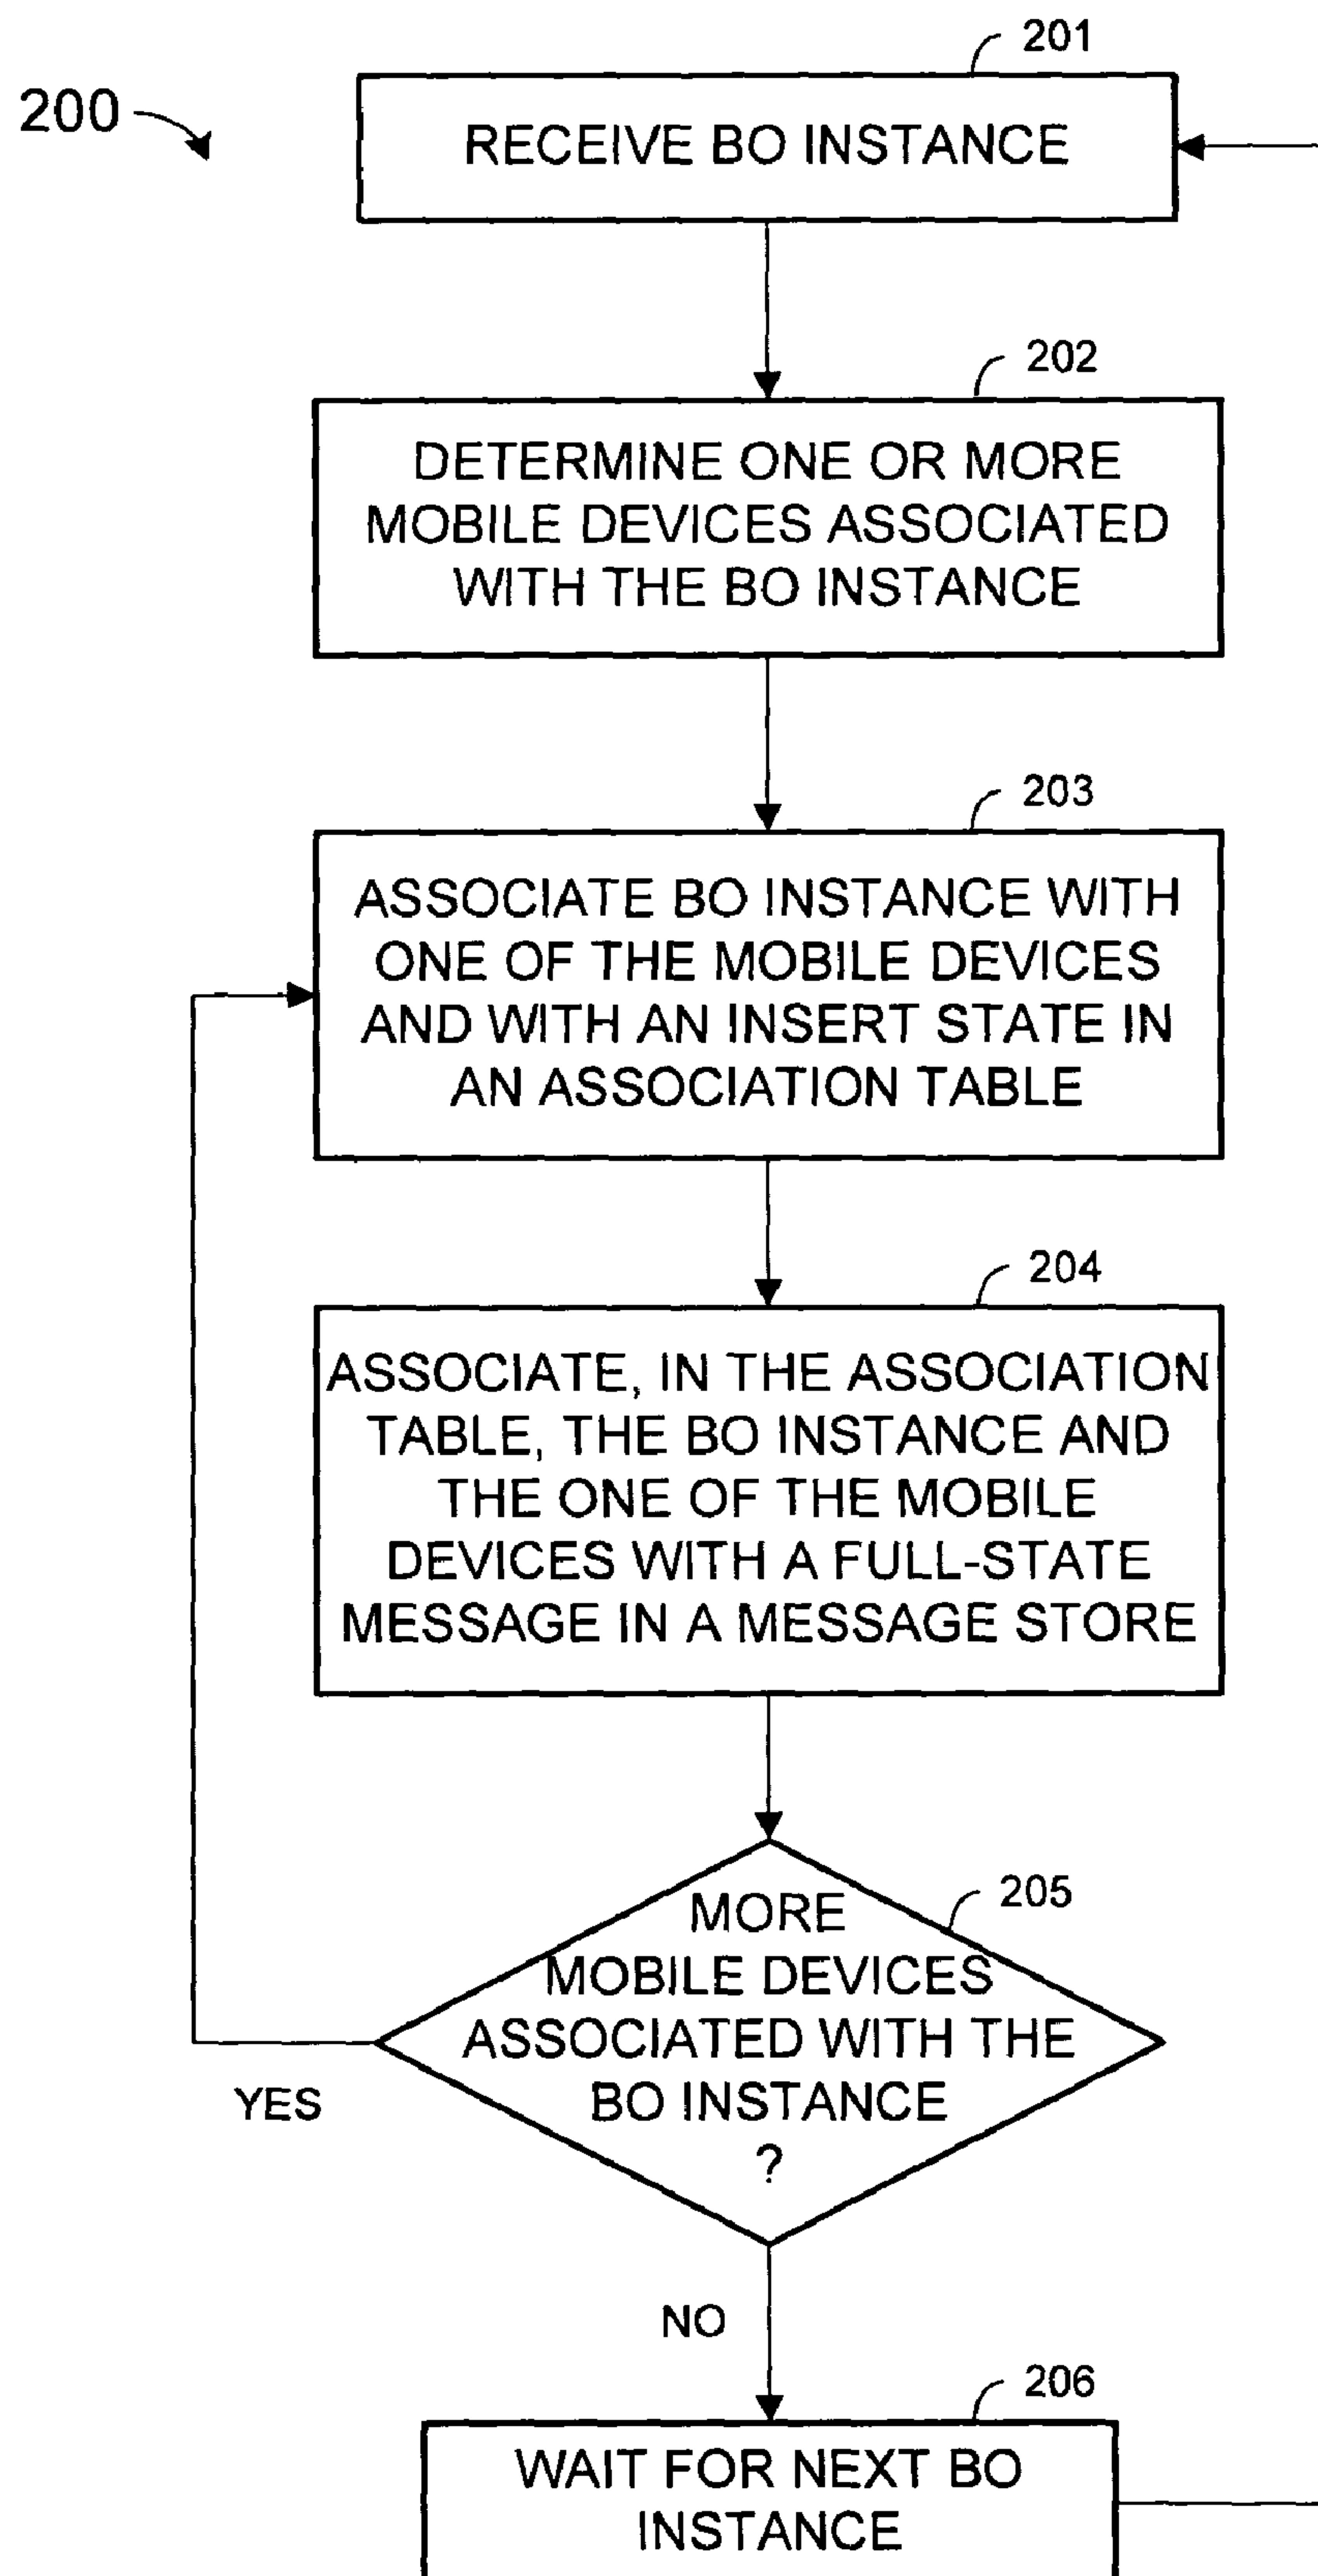 200
201
RECEIVE BO INSTANCE
202
DETERMINE ONE OR MORE
MOBILE DEVICES ASSOCIATED
WITH THE BO INSTANCE
203
ASSOCIATE BO INSTANCE WITH
ONE OF THE MOBILE DEVICES
AND WITH AN INSERT STATE IN
AN ASSOCIATION TABLE
204
ASSOCIATE, IN THE ASSOCIATION
TABLE, THE BO INSTANCE AND
THE ONE OF THE MOBILE
DEVICES WITH A FULL-STATE
MESSAGE IN A MESSAGE STORE
205
MORE
MOBILE DEVICES
ASSOCIATED WITH THE
BO INSTANCE
?
YES
NO
206
WAIT FOR NEXT BO
INSTANCE